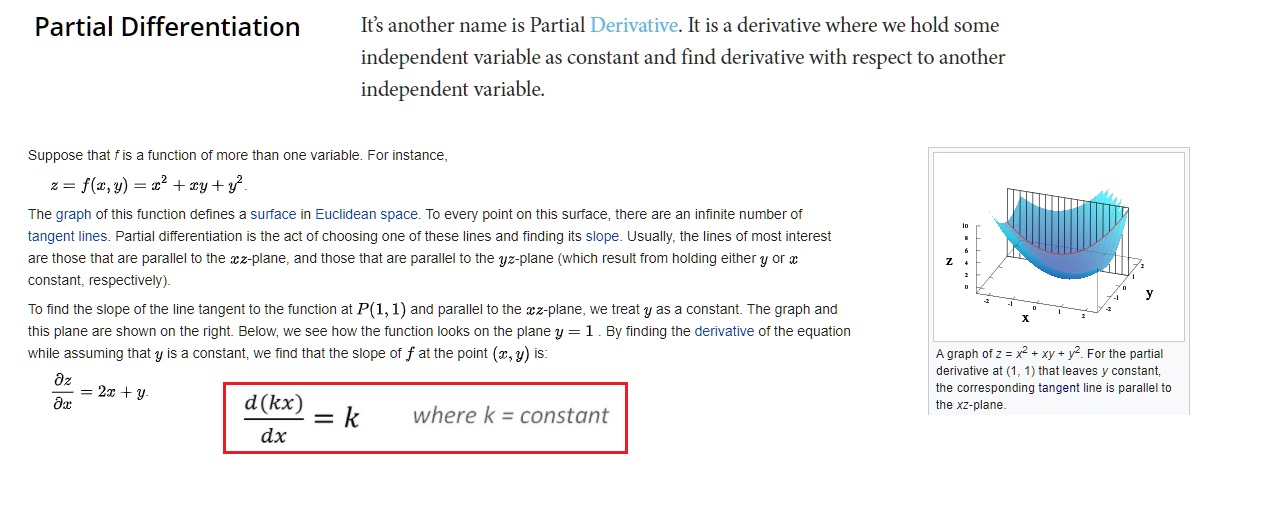 Partial Differentiation
It's another name is Partial Derivative. It is a derivative where we hold some
independent variable as constant and find derivative with respect to another
independent variable.
Suppose that f is a function of more than one variable. For instance,
z = f(x, y) = x² + xy + y².
The graph of this function defines a surface in Euclidean space. To every point on this surface, there are an infinite number of
tangent lines. Partial differentiation is the act of choosing one of these lines and finding its slope. Usually, the lines of most interest
are those that are parallel to the xz-plane, and those that are parallel to the yz-plane (which result from holding either y or x
constant, respectively).
To find the slope of the line tangent to the function at P(1, 1) and parallel to the xz-plane, we treat y as a constant. The graph and
this plane are shown on the right. Below, we see how the function looks on the plane y = 1 . By finding the derivative of the equation
while assuming that y is a constant, we find that the slope of f at the point (x, y) is:
∂z/∂x = 2x + y.
d(kx)/dx = k where k = constant
10
8
6
4
2
0
z
-2
-1
0
1
2
x
-2
-1
0
1
2
y
A graph of z = x² + xy + y². For the partial
derivative at (1, 1) that leaves y constant,
the corresponding tangent line is parallel to
the xz-plane.